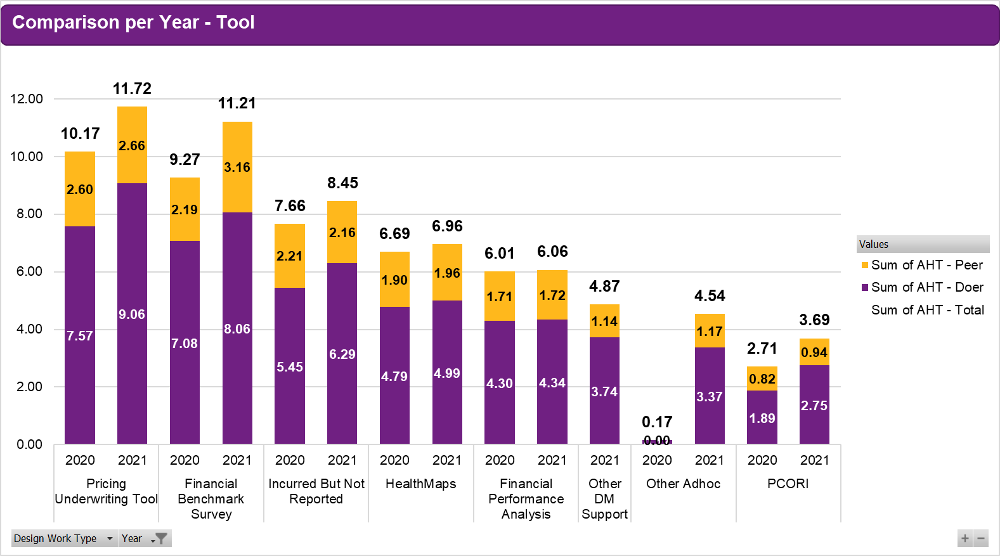 Comparison per Year - Tool
11.72
11.21
12.00
10.17
10.00
2.66
9.27
3.16
8.45
2.60
2.19
7.66
8.00
6.69
6.96
2.16
6.01
6.06
2.21
1.90
1.96
6.00
4.87
4.54
1.71
1.72
3.69
7.57
9.06
7.08
8.06
4.00
1.14
1.17
2.71
0.94
5.45
6.29
4.79
4.99
4.30
4.34
3.74
3.37
0.82
2.75
2.00
1.89
0.17
0.00
0.00
2020 2021 2020 2021 2020 2021 2020 2021 2020 2021 2021 2020 2021 2020 2021
Pricing
Underwriting Tool
Financial
Benchmark
Survey
Incurred But Not
Reported
HealthMaps
Financial
Performance
Analysis
Other
DM
Support
Other Adhoc
PCORI
Values
Sum of AHT - Peer
Sum of AHT - Doer
Sum of AHT - Total
Design Work Type
Year